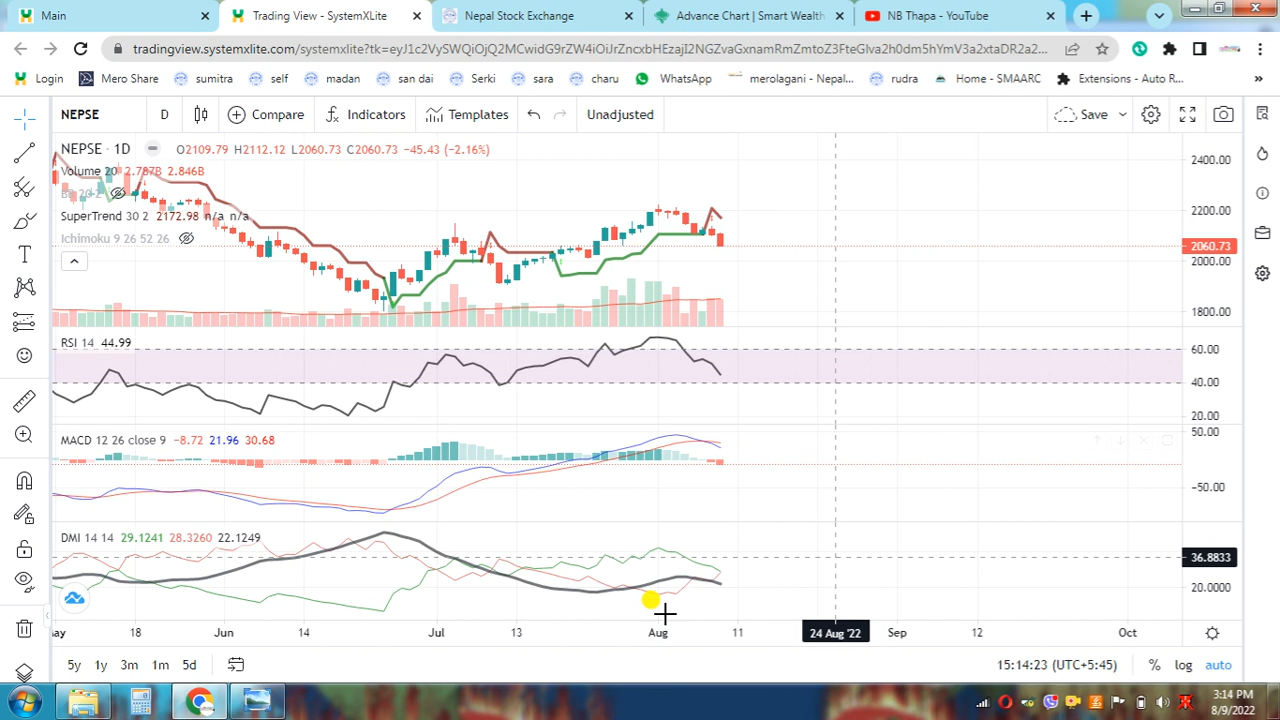 Main
Trading View - SystemXLite
Nepal Stock Exchange
Advance Chart | Smart Wealth
NB Thapa - YouTube
Login
Mero Share
sumitra
self
madan
san dai
Serki
sara
charu
WhatsApp
merolagani - Nepal...
rudra
Home - SMAARC
Extensions - Auto R...
»
NEPSE
D
Compare
Indicators
Templates
Unadjusted
Save
NEPSE · 1D
O2109.79 H2112.12 L2060.73 C2060.73 −45.43 (−2.16%)
Volume 20 2.787B 2.846B
BB 20 2
SuperTrend 30 2 2172.98 n/a n/a
Ichimoku 9 26 52 26
2400.00
2200.00
2060.73
2000.00
1800.00
RSI 14 44.99
60.00
40.00
20.00
MACD 12 26 close 9 −8.72 21.96 30.68
50.00
−50.00
DMI 14 14 29.1241 28.3260 22.1249
36.8833
20.0000
ay
18
Jun
14
Jul
13
Aug
11
24 Aug '22
Sep
12
Oct
5y
1y
3m
1m
5d
15:14:23 (UTC+5:45)
%
log
auto
3:14 PM
8/9/2022